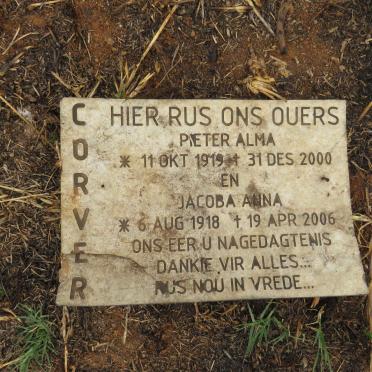 CORVER
HIER RUS ONS OUERS
PIETER ALMA
* 11 OKT 1919 † 31 DES 2000
EN
JACOBA ANNA
* 6 AUG 1918 † 19 APR 2006
ONS EER U NAGEDAGTENIS
DANKIE VIR ALLES...
RUS NOU IN VREDE...